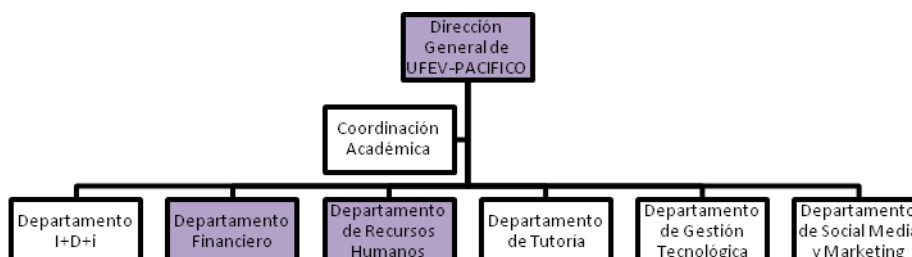 Dirección
General de
UFEV-PACIFICO
Coordinación
Académica
Departamento
I+D+i
Departamento
Financiero
Departamento
de Recursos
Humanos
Departamento
de Tutoría
Departamento
de Gestión
Tecnológica
Departamento
de Social Media
y Marketing